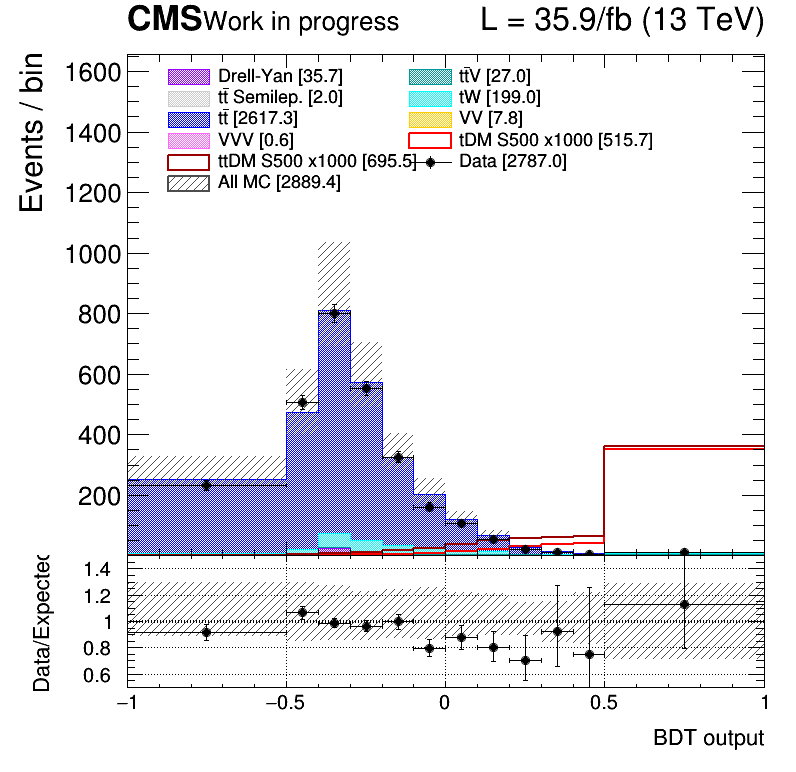 CMS Work in progress L = 35.9/fb (13 TeV)
Events / bin
1600
1400
1200
1000
800
600
400
200
Drell-Yan [35.7]
tt̄ Semilep. [2.0]
tt̄ [2617.3]
VVV [0.6]
ttDM S500 x1000 [695.5]
All MC [2889.4]
tt̄V [27.0]
tW [199.0]
VV [7.8]
tDM S500 x1000 [515.7]
Data [2787.0]
Data/Expected
1.4
1.2
1
0.8
0.6
−1 −0.5 0 0.5 1
BDT output